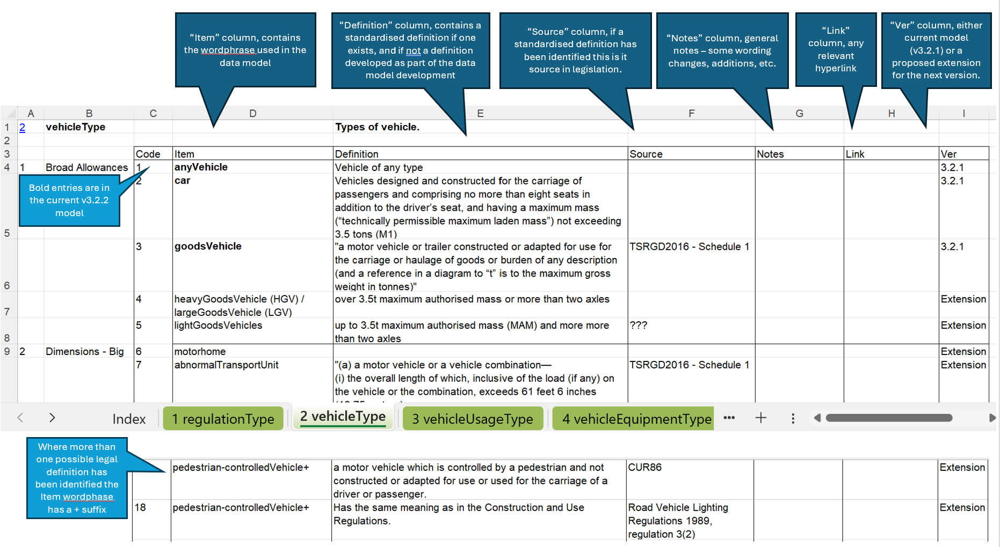 “Item” column, contains
the wordphrase used in the
data model
“Definition” column, contains a
standardised definition if one
exists, and if not a definition
developed as part of the data
model development
“Source” column, if a
standardised definition has
been identified this is it
source in legislation.
“Notes” column, general
notes – some wording
changes, additions, etc.
“Link”
column, any
relevant
hyperlink
“Ver” column, either
current model
(v3.2.1) or a
proposed extension
for the next version.
A B C D E F G H I
1 2 vehicleType Types of vehicle.
2
3 Code Item Definition Source Notes Link Ver
4 1 Broad Allowances 1 anyVehicle Vehicle of any type 3.2.1
Bold entries are in
the current v3.2.2
model
2 car Vehicles designed and constructed for the carriage of 3.2.1
passengers and comprising no more than eight seats in
addition to the driver’s seat, and having a maximum mass
(“technically permissible maximum laden mass”) not exceeding
5 3.5 tons (M1)
3 goodsVehicle "a motor vehicle or trailer constructed or adapted for use for TSRGD2016 - Schedule 1 3.2.1
the carriage or haulage of goods or burden of any description
(and a reference in a diagram to “t” is to the maximum gross
6 weight in tonnes)"
4 heavyGoodsVehicle (HGV) / over 3.5t maximum authorised mass or more than two axles Extension
7 largeGoodsVehicle (LGV)
5 lightGoodsVehicles up to 3.5t maximum authorised mass (MAM) and more more ??? Extension
8 than two axles
9 2 Dimensions - Big 6 motorhome Extension
7 abnormalTransportUnit "(a) a motor vehicle or a vehicle combination— TSRGD2016 - Schedule 1 Extension
(i) the overall length of which, inclusive of the load (if any) on
the vehicle or the combination, exceeds 61 feet 6 inches
Index 1 regulationType 2 vehicleType 3 vehicleUsageType 4 vehicleEquipmentType ••• +
Where more than
one possible legal
definition has
been identified the
Item wordphase
has a + suffix
pedestrian-controlledVehicle+ a motor vehicle which is controlled by a pedestrian and not CUR86 Extension
constructed or adapted for use or used for the carriage of a
driver or passenger.
18 pedestrian-controlledVehicle+ Has the same meaning as in the Construction and Use Road Vehicle Lighting Extension
Regulations. Regulations 1989,
regulation 3(2)